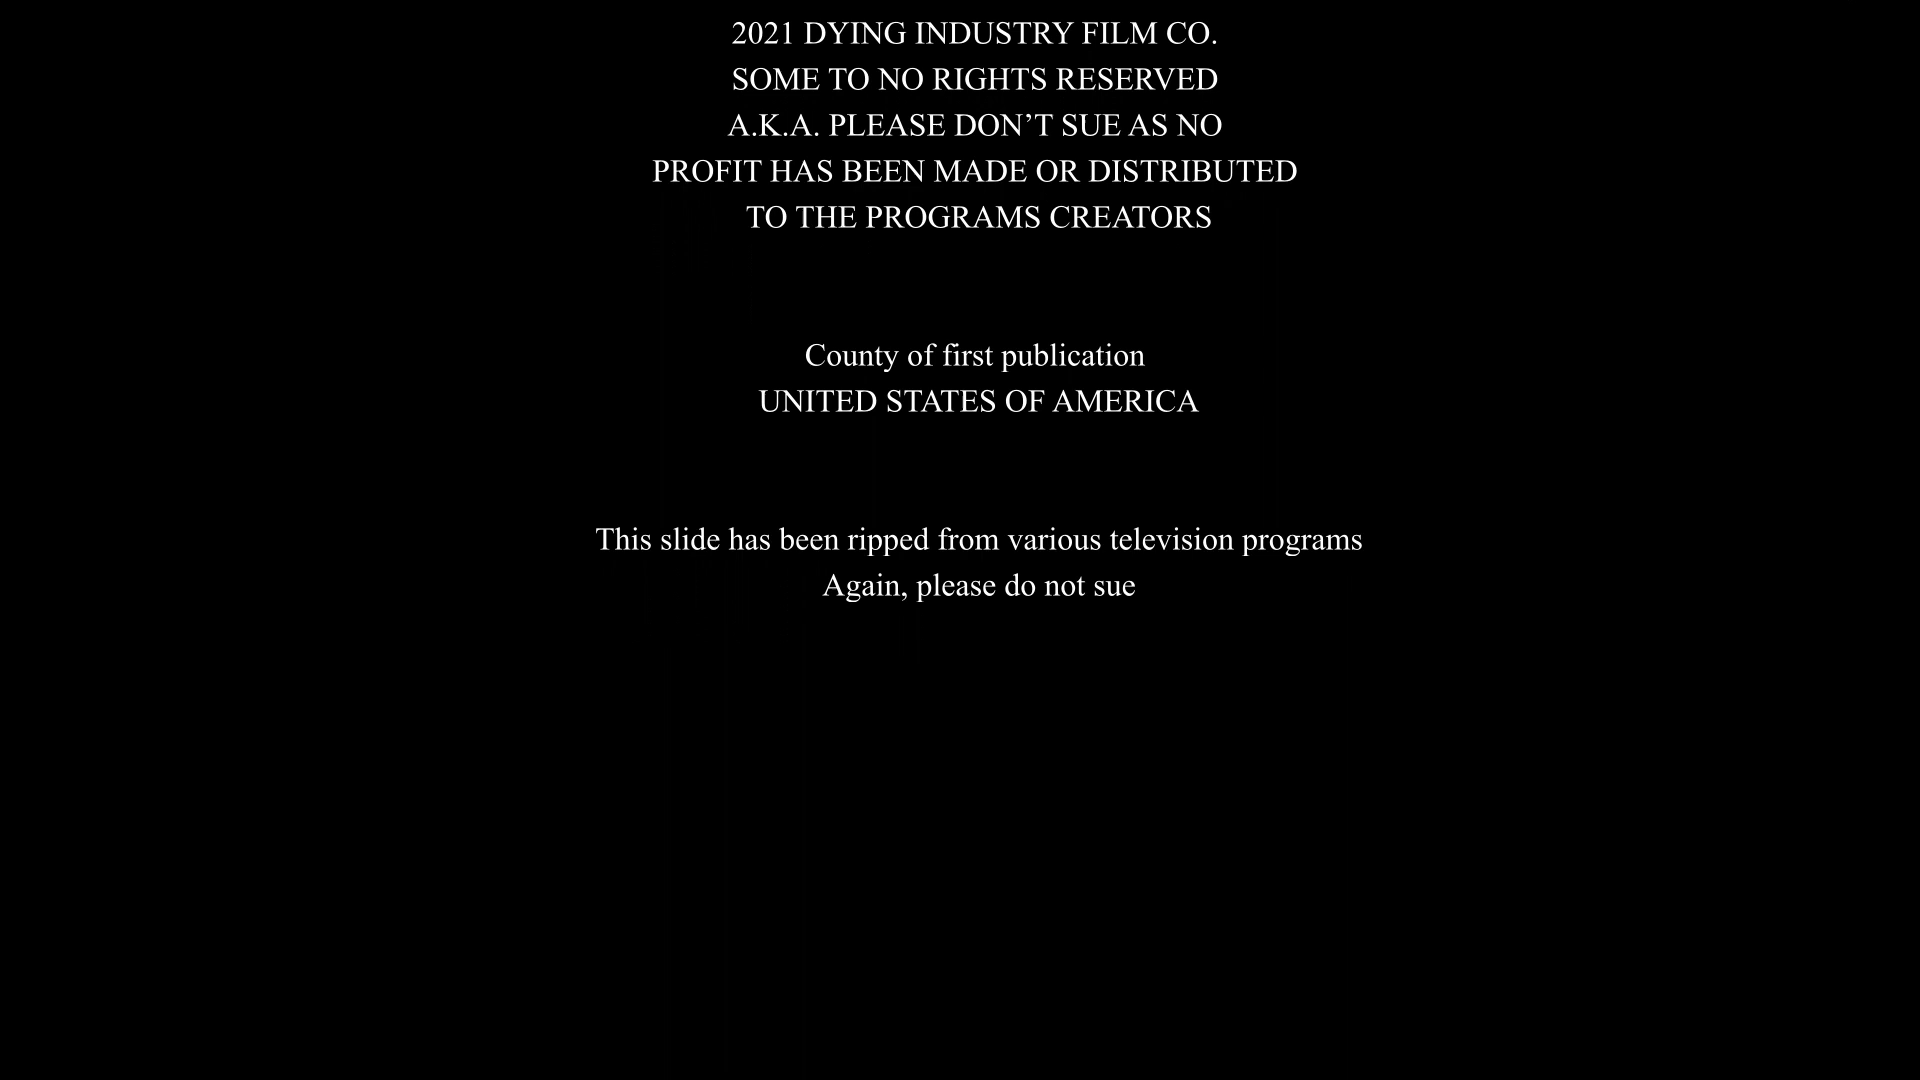 2021 DYING INDUSTRY FILM CO.
SOME TO NO RIGHTS RESERVED
A.K.A. PLEASE DON’T SUE AS NO
PROFIT HAS BEEN MADE OR DISTRIBUTED
TO THE PROGRAMS CREATORS
County of first publication
UNITED STATES OF AMERICA
This slide has been ripped from various television programs
Again, please do not sue